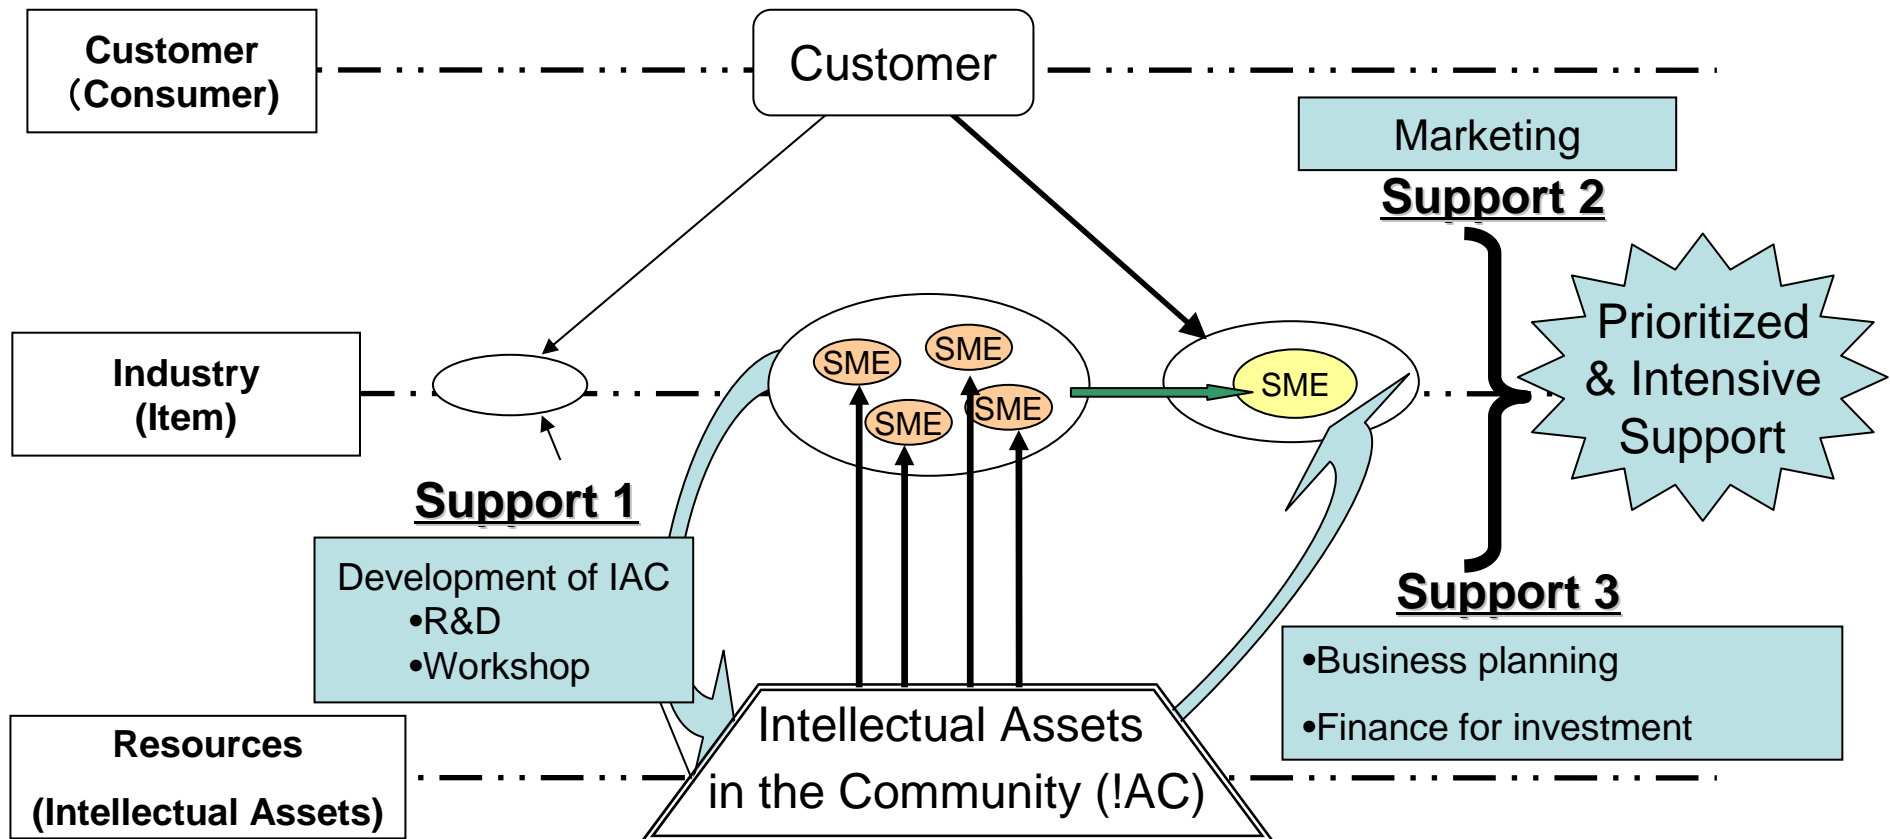 Customer
（Consumer)
Customer
Marketing
Support 2
Industry
(Item)
SME
SME
SME
SME
SME
Prioritized
& Intensive
Support
Support 1
Development of IAC
•R&D
•Workshop
Support 3
•Business planning
•Finance for investment
Resources
(Intellectual Assets)
Intellectual Assets
in the Community (!AC)